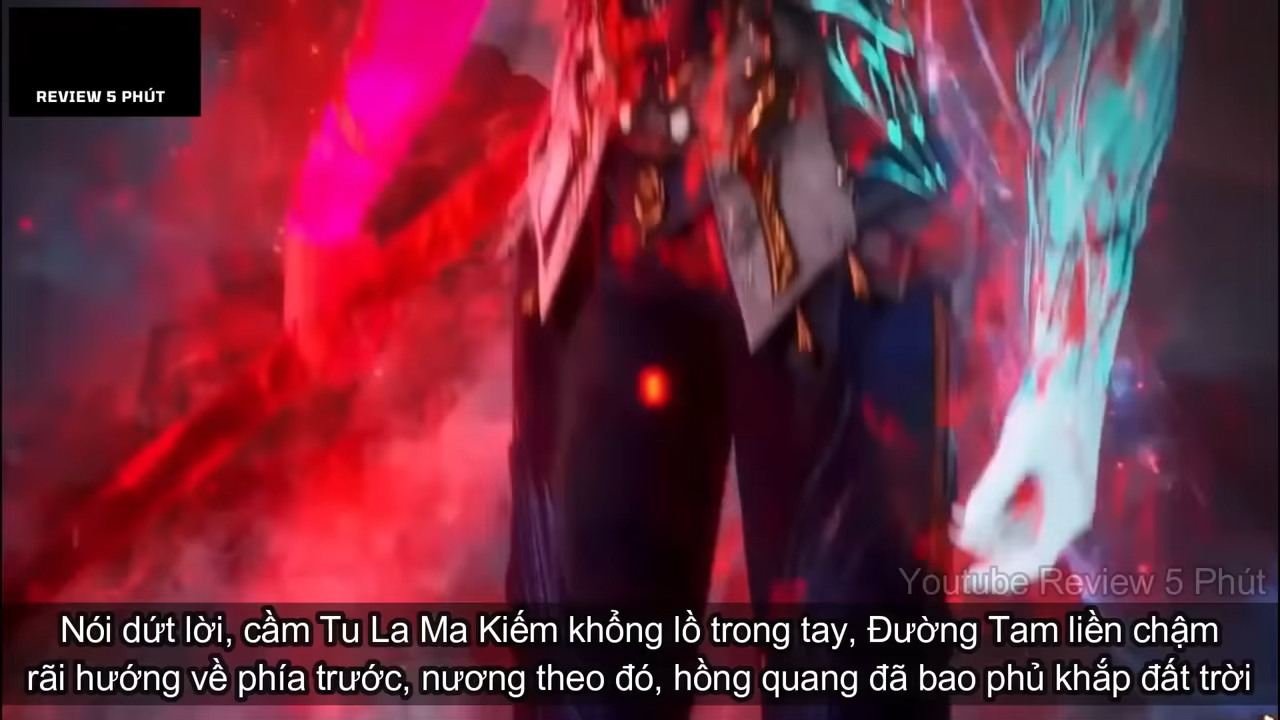 REVIEW 5 PHÚT
Youtube Review 5 Phút
Nói dứt lời, cầm Tu La Ma Kiếm khổng lồ trong tay, Đường Tam liền chậm
rãi hướng về phía trước, nương theo đó, hồng quang đã bao phủ khắp đất trời